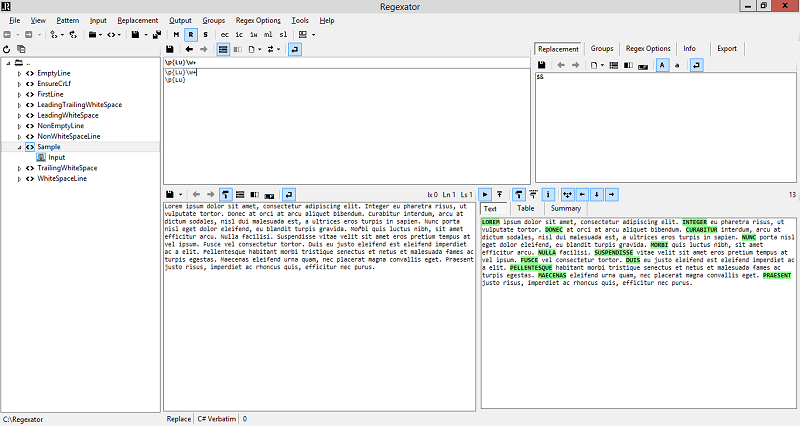 Regexator
File View Pattern Input Replacement Output Groups Regex Options Tools Help
M R S ec ic iw ml sl
..
EmptyLine
EnsureCrLf
FirstLine
LeadingTrailingWhiteSpace
LeadingWhiteSpace
NonEmptyLine
NonWhiteSpaceLine
Sample
Input
TrailingWhiteSpace
WhiteSpaceLine
\p{Lu}\w+
\p{Lu}\w+
\p{Lu}
Replacement Groups Regex Options Info Export
A a
$&
Ix 0 Ln 1 Ls 1
Lorem ipsum dolor sit amet, consectetur adipiscing elit. Integer eu pharetra risus, ut
vulputate tortor. Donec at orci at arcu aliquet bibendum. Curabitur interdum, arcu at
dictum sodales, nisl dui malesuada est, a ultrices eros turpis in sapien. Nunc porta
nisl eget dolor eleifend, eu blandit turpis gravida. Morbi quis luctus nibh, sit amet
efficitur arcu. Nulla facilisi. Suspendisse vitae velit sit amet eros pretium tempus at
vel ipsum. Fusce vel consectetur tortor. Duis eu justo eleifend est eleifend imperdiet
ac a elit. Pellentesque habitant morbi tristique senectus et netus et malesuada fames ac
turpis egestas. Maecenas eleifend urna quam, nec placerat magna convallis eget. Praesent
justo risus, imperdiet ac rhoncus quis, efficitur nec purus.
13
Text Table Summary
LOREM ipsum dolor sit amet, consectetur adipiscing elit. INTEGER eu pharetra risus, ut
vulputate tortor. DONEC at orci at arcu aliquet bibendum. CURABITUR interdum, arcu at
dictum sodales, nisl dui malesuada est, a ultrices eros turpis in sapien. NUNC porta nisl
eget dolor eleifend, eu blandit turpis gravida. MORBI quis luctus nibh, sit amet
efficitur arcu. NULLA facilisi. SUSPENDISSE vitae velit sit amet eros pretium tempus at
vel ipsum. FUSCE vel consectetur tortor. DUIS eu justo eleifend est eleifend imperdiet ac
a elit. PELLENTESQUE habitant morbi tristique senectus et netus et malesuada fames ac
turpis egestas. MAECENAS eleifend urna quam, nec placerat magna convallis eget. PRAESENT
justo risus, imperdiet ac rhoncus quis, efficitur nec purus.
C:\Regexator
Replace C# Verbatim 0